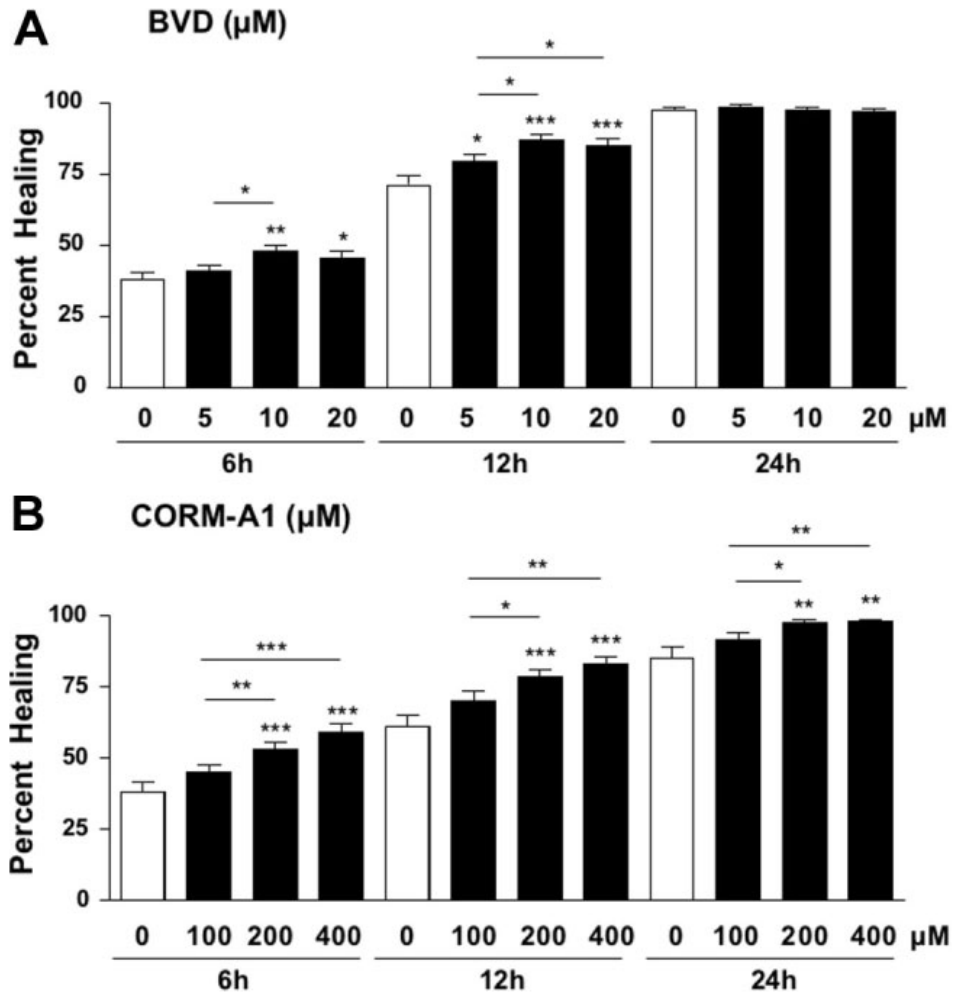 A
BVD (µM)
*
*
*** ***
*
*
** *
Percent Healing
100
75
50
25
0
0 5 10 20 0 5 10 20 0 5 10 20 µM
6h 12h 24h
B
CORM-A1 (µM)
**
** *
* ** **
*** *** ***
** ***
***
Percent Healing
100
75
50
25
0
0 100 200 400 0 100 200 400 0 100 200 400 µM
6h 12h 24h